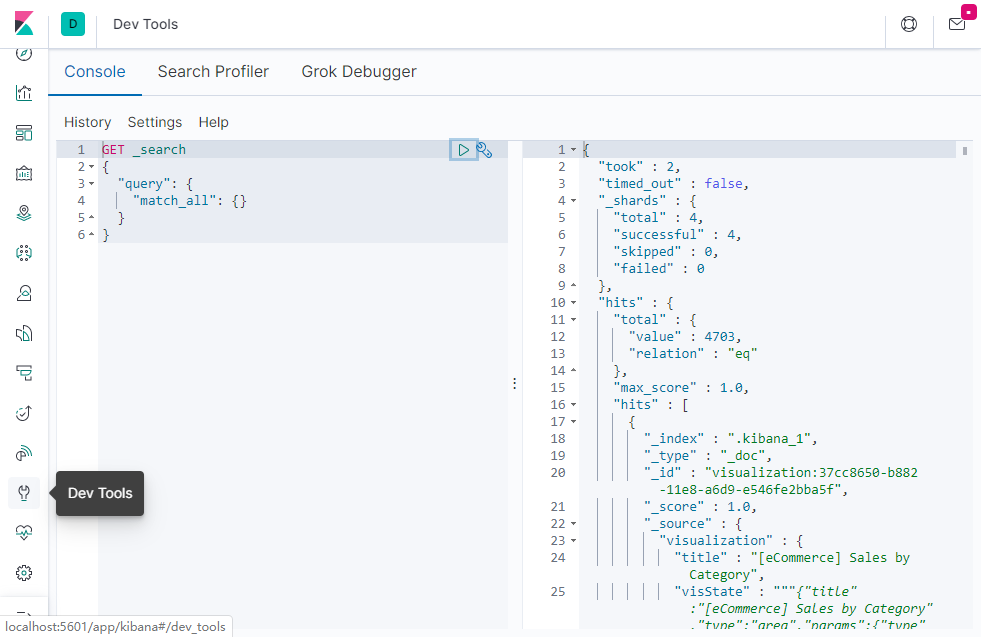 D Dev Tools
Console Search Profiler Grok Debugger
History Settings Help
1 GET _search
2 {
3 "query": {
4 "match_all": {}
5 }
6 }
1 {
2 "took" : 2,
3 "timed_out" : false,
4 "_shards" : {
5 "total" : 4,
6 "successful" : 4,
7 "skipped" : 0,
8 "failed" : 0
9 },
10 "hits" : {
11 "total" : {
12 "value" : 4703,
13 "relation" : "eq"
14 },
15 "max_score" : 1.0,
16 "hits" : [
17 {
18 "_index" : ".kibana_1",
19 "_type" : "_doc",
20 "_id" : "visualization:37cc8650-b882
-11e8-a6d9-e546fe2bba5f",
21 "_score" : 1.0,
22 "_source" : {
23 "visualization" : {
24 "title" : "[eCommerce] Sales by
Category",
25 "visState" : """{"title"
:"[eCommerce] Sales by Category"
,"type":"area","params":{"type"
Dev Tools
localhost:5601/app/kibana#/dev_tools